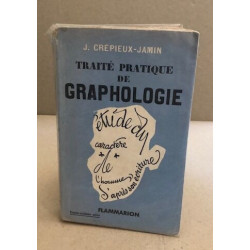 J. CRÉPIEUX-JAMIN
TRAITÉ PRATIQUE
DE
GRAPHOLOGIE
étude du
caractère
de
l'homme
d'après son écriture
FLAMMARION